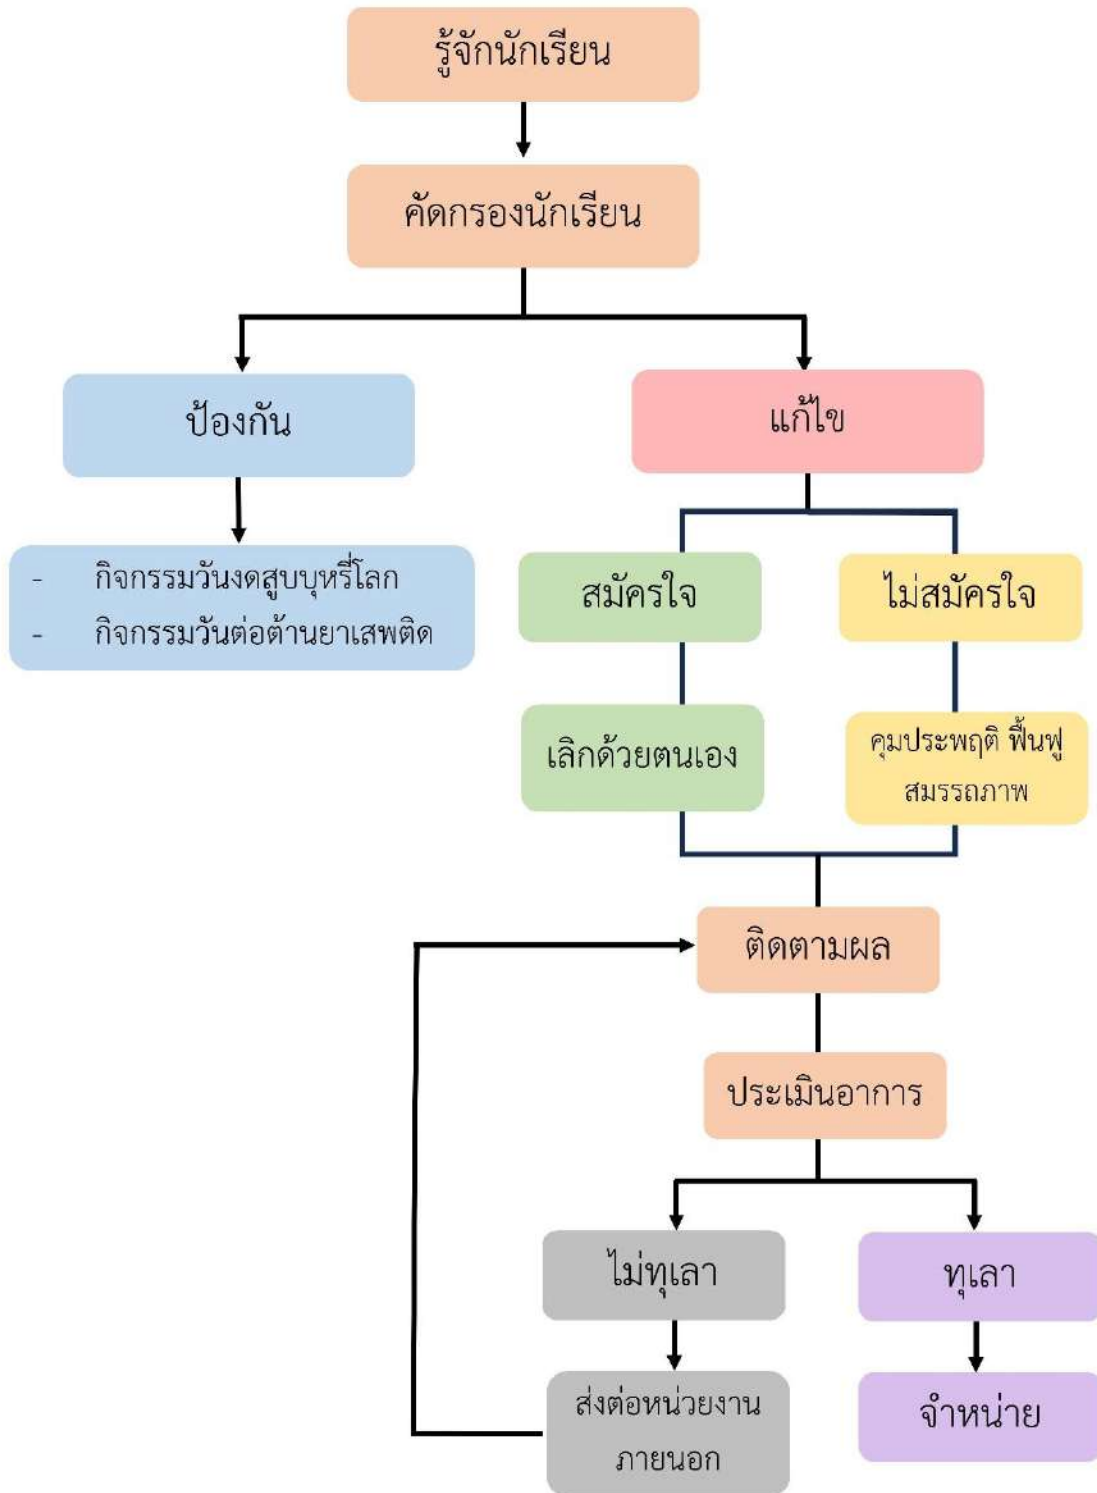 รู้จักนักเรียน
คัดกรองนักเรียน
ป้องกัน
แก้ไข
- กิจกรรมวันงดสูบบุหรี่โลก
- กิจกรรมวันต่อต้านยาเสพติด
สมัครใจ
ไม่สมัครใจ
เลิกด้วยตนเอง
คุมประพฤติ ฟื้นฟู
สมรรถภาพ
ติดตามผล
ประเมินอาการ
ไม่ทุเลา
ทุเลา
ส่งต่อหน่วยงาน
ภายนอก
จำหน่าย